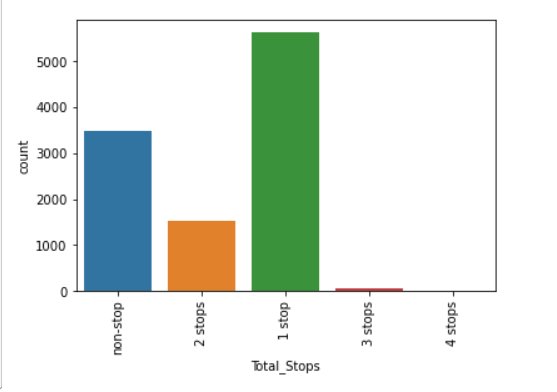 5000
4000
3000
2000
1000
0
count
non-stop
2 stops
1 stop
3 stops
4 stops
Total_Stops